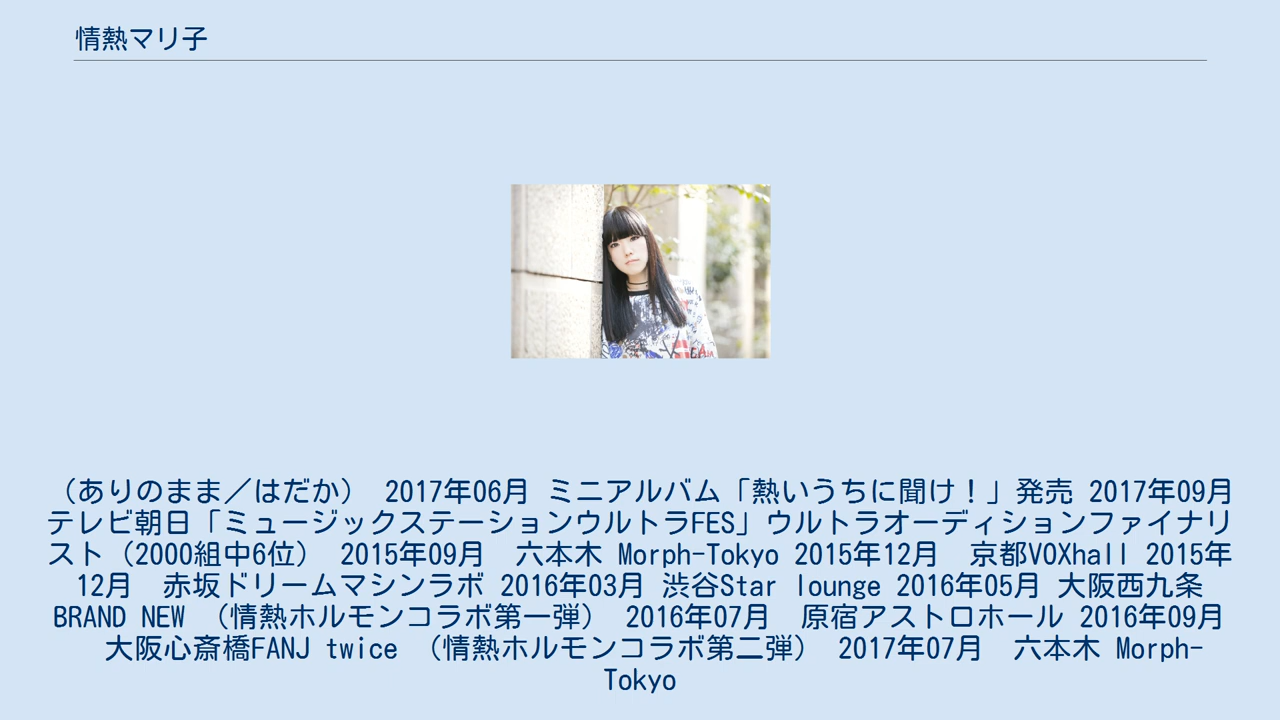 情熱マリ子
（ありのまま／はだか） 2017年06月 ミニアルバム「熱いうちに聞け！」発売 2017年09月
テレビ朝日「ミュージックステーションウルトラFES」ウルトラオーディションファイナリ
スト（2000組中6位） 2015年09月　六本木 Morph-Tokyo 2015年12月　京都VOXhall 2015年
12月　赤坂ドリームマシンラボ 2016年03月 渋谷Star lounge 2016年05月 大阪西九条
BRAND NEW （情熱ホルモンコラボ第一弾） 2016年07月　原宿アストロホール 2016年09月
大阪心斎橋FANJ twice （情熱ホルモンコラボ第二弾） 2017年07月　六本木 Morph-
Tokyo